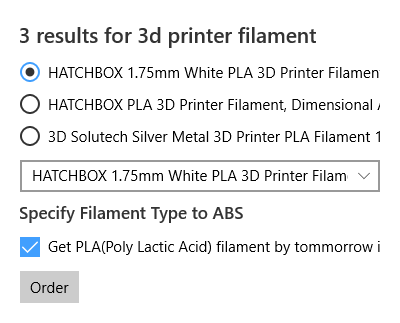 3 results for 3d printer filament
HATCHBOX 1.75mm White PLA 3D Printer Filamen
HATCHBOX PLA 3D Printer Filament, Dimensional
3D Solutech Silver Metal 3D Printer PLA Filament 1
HATCHBOX 1.75mm White PLA 3D Printer Filam
Specify Filament Type to ABS
Get PLA(Poly Lactic Acid) filament by tommorrow i
Order